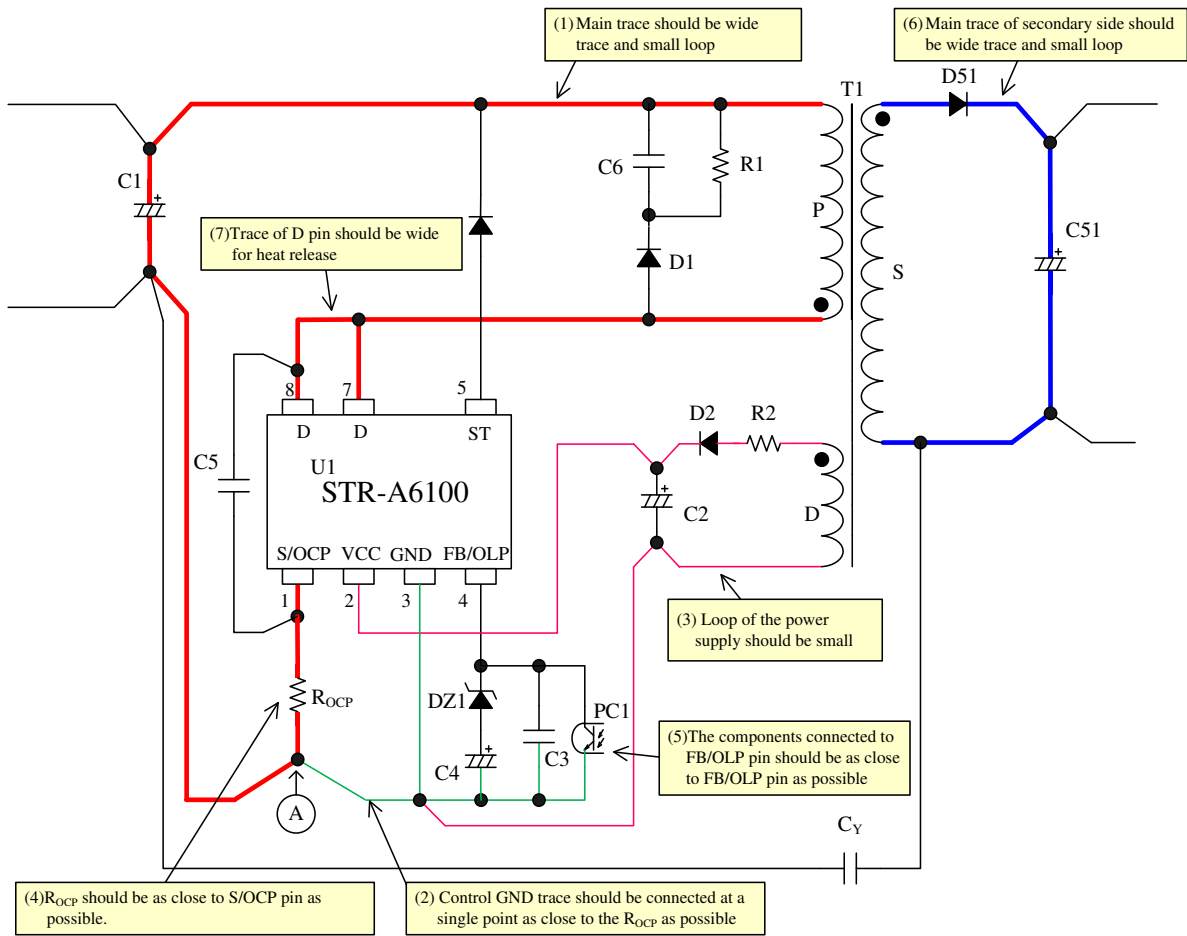 (1) Main trace should be wide
trace and small loop
(6) Main trace of secondary side should
be wide trace and small loop
D51
T1
C1
C6
R1
P
S
C51
(7)Trace of D pin should be wide
for heat release
D1
8
7
5
D
D
ST
D2
R2
C5
U1
STR-A6100
C2
D
S/OCP
VCC
GND
FB/OLP
1
2
3
4
(3) Loop of the power
supply should be small
ROCP
DZ1
PC1
C4
C3
(5)The components connected to
FB/OLP pin should be as close
to FB/OLP pin as possible
A
CY
(4)ROCP should be as close to S/OCP pin as
possible.
(2) Control GND trace should be connected at a
single point as close to the ROCP as possible